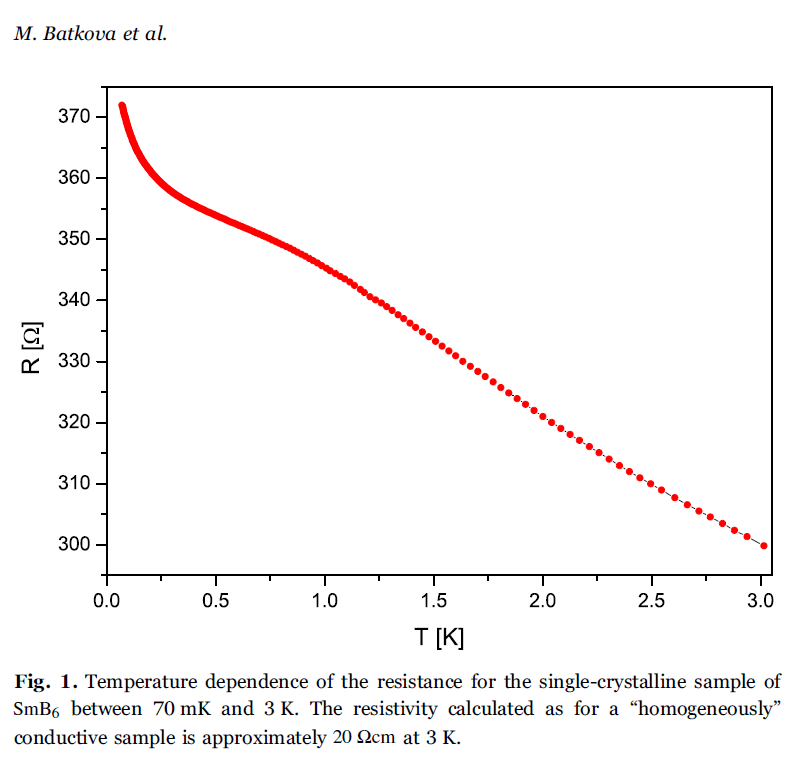 M. Batkova et al.
370
360
350
340
330
320
310
300
R [Ω]
0.0 0.5 1.0 1.5 2.0 2.5 3.0
T [K]
Fig. 1. Temperature dependence of the resistance for the single-crystalline sample of
SmB₆ between 70 mK and 3 K. The resistivity calculated as for a “homogeneously”
conductive sample is approximately 20 Ωcm at 3 K.